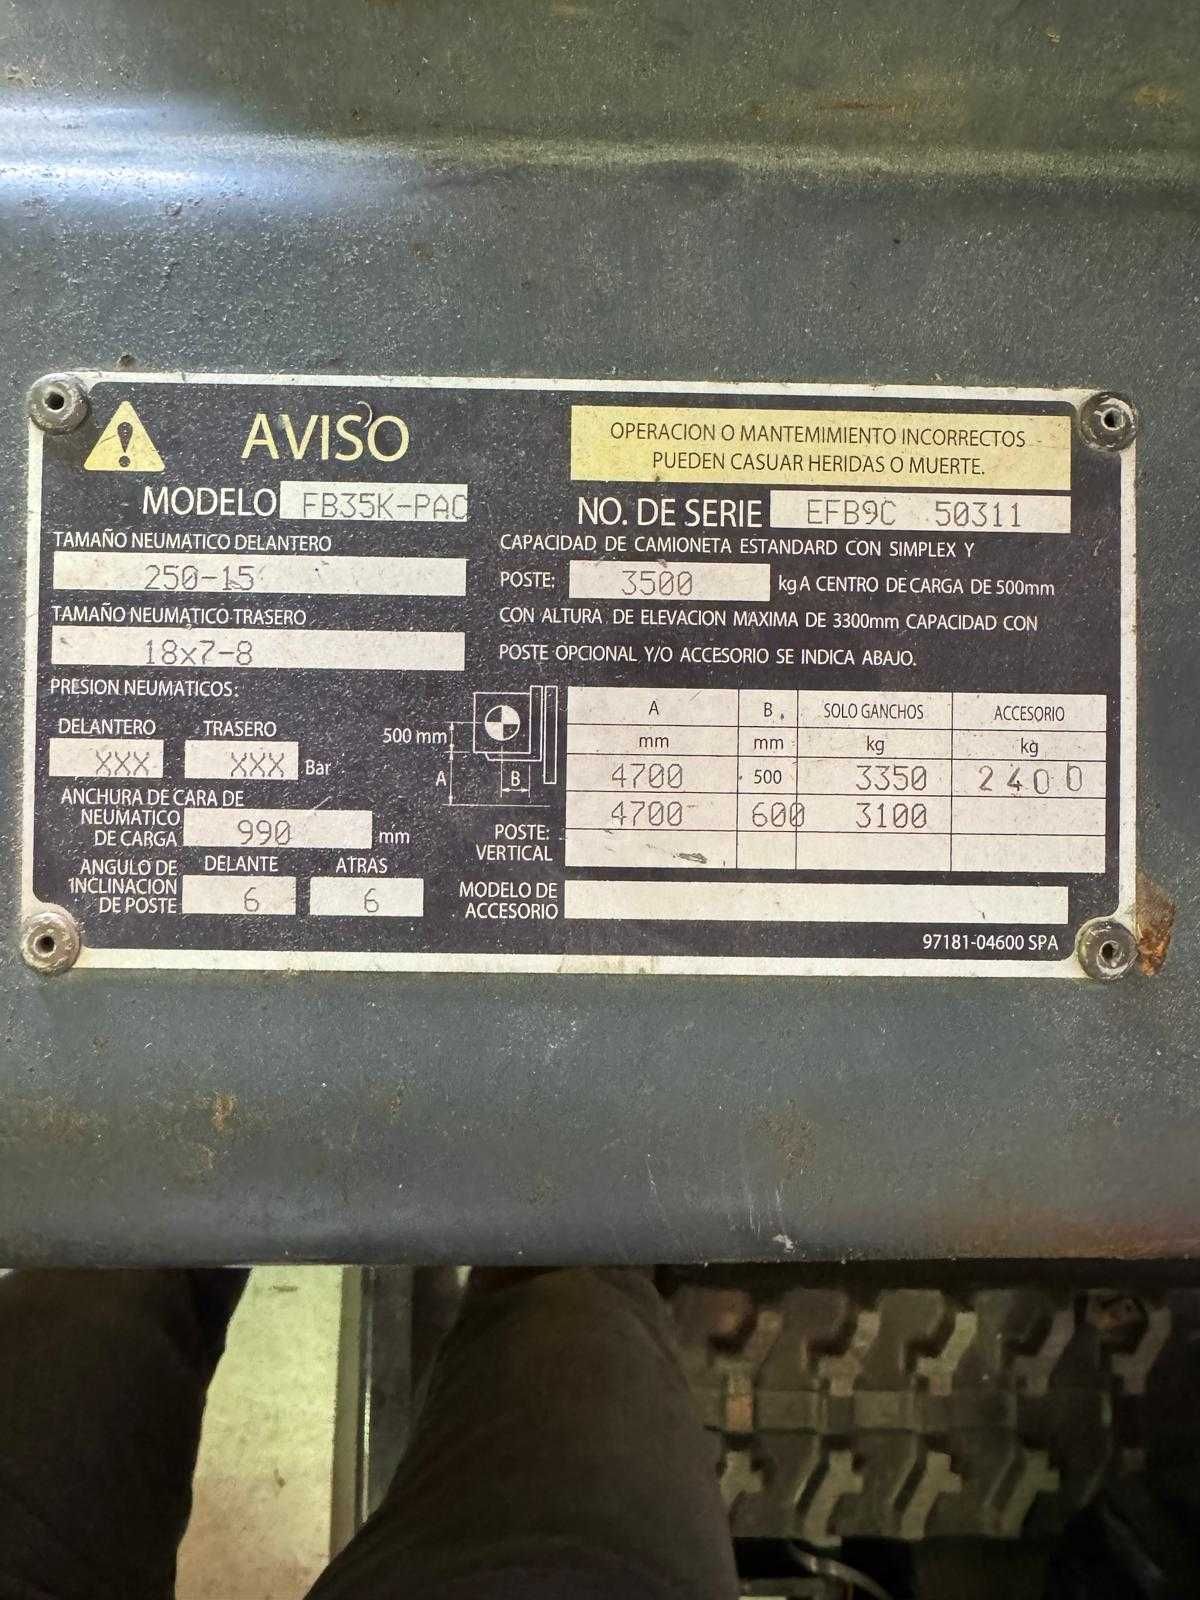 AVISO
OPERACION O MANTEMIMIENTO INCORRECTOS
PUEDEN CASUAR HERIDAS O MUERTE.
MODELO FB35K-PAC
NO. DE SERIE EFB9C 50311
TAMAÑO NEUMATICO DELANTERO
250-15
TAMAÑO NEUMATICO TRASERO
18x7-8
PRESION NEUMATICOS:
DELANTERO TRASERO
XXX XXX Bar
ANCHURA DE CARA DE
NEUMATICO
DE CARGA 990 mm
ANGULO DE DELANTE ATRAS
INCLINACION
DE POSTE 6 6
CAPACIDAD DE CAMIONETA ESTANDARD CON SIMPLEX Y
POSTE: 3500 kg A CENTRO DE CARGA DE 500mm
CON ALTURA DE ELEVACION MAXIMA DE 3300mm CAPACIDAD CON
POSTE OPCIONAL Y/O ACCESORIO SE INDICA ABAJO.
500 mm
A
B
POSTE:
VERTICAL
A B SOLO GANCHOS ACCESORIO
mm mm kg kg
4700 500 3350 2400
4700 600 3100
MODELO DE
ACCESORIO
97181-04600 SPA